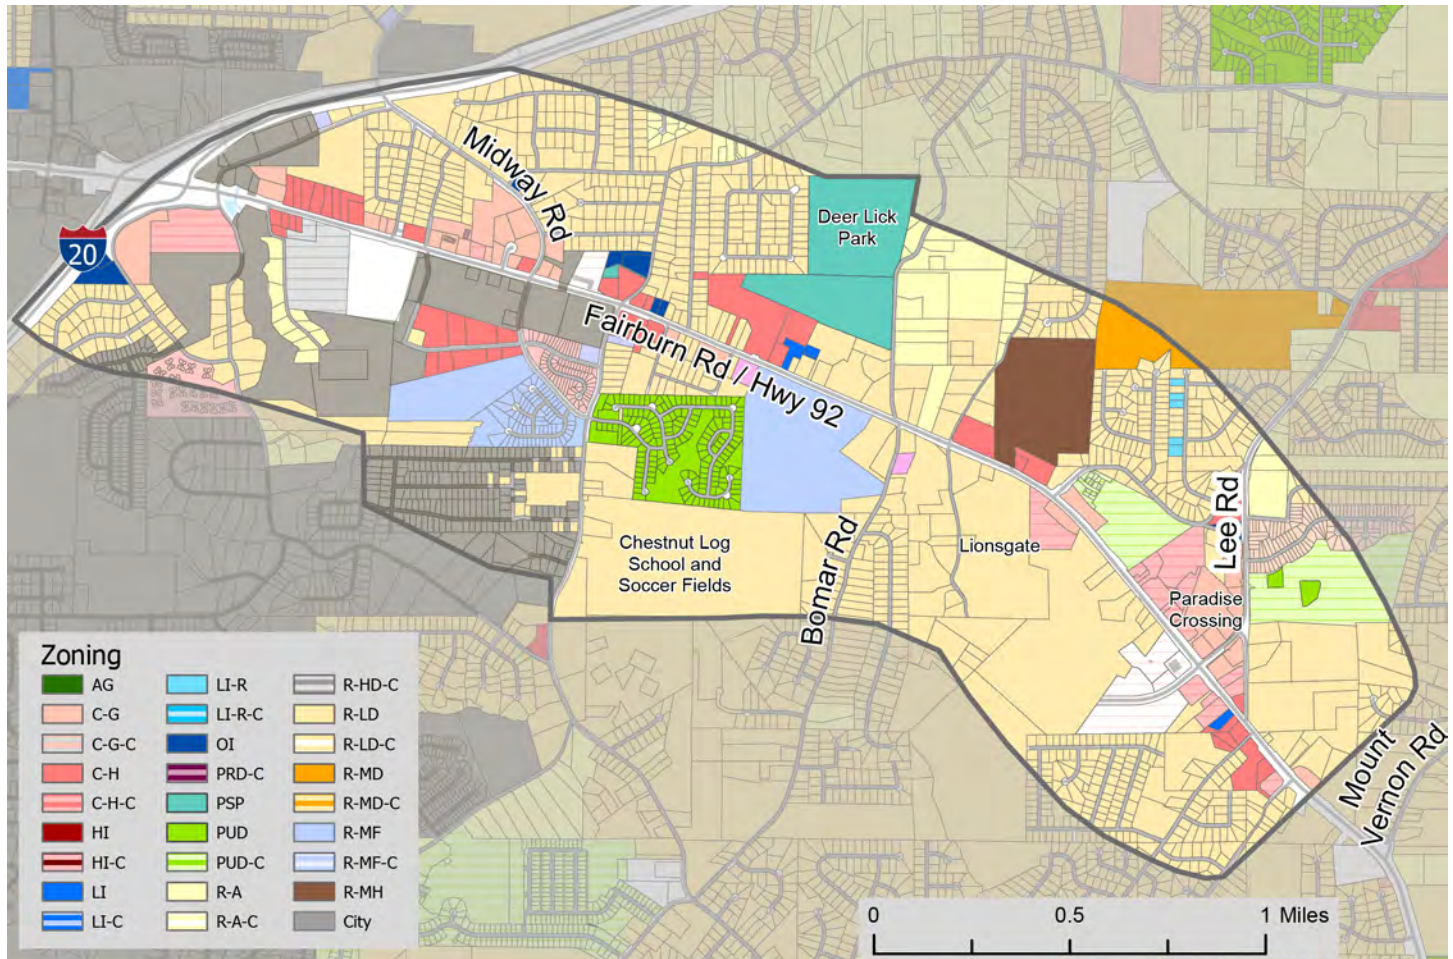 Midway Rd
Deer Lick
Park
20
Fairburn Rd / Hwy 92
Lee Rd
Chestnut Log
School and
Soccer Fields
Lionsgate
Bomar Rd
Paradise
Crossing
Mount
Vernon Rd
Zoning
AG
C-G
C-G-C
C-H
C-H-C
HI
HI-C
LI
LI-C
LI-R
LI-R-C
OI
PRD-C
PSP
PUD
PUD-C
R-A
R-A-C
R-HD-C
R-LD
R-LD-C
R-MD
R-MD-C
R-MF
R-MF-C
R-MH
City
0 0.5 1 Miles